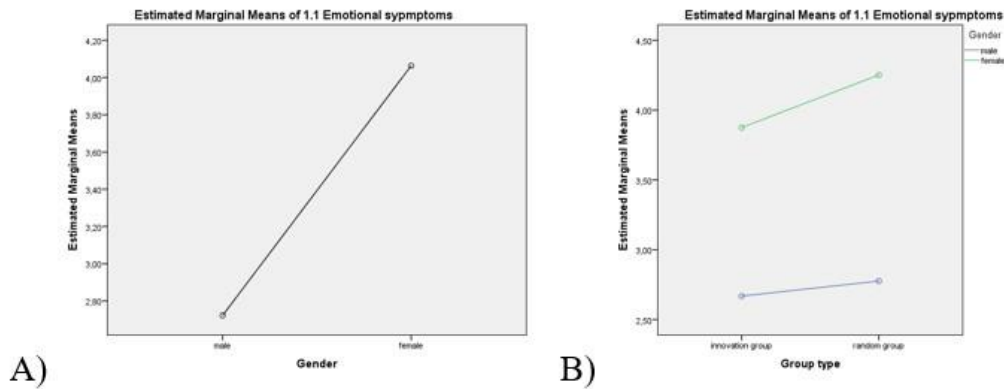 Estimated Marginal Means of 1.1 Emotional sypmptoms
4,20
4,00
3,80
3,60
3,40
3,20
3,00
2,80
Estimated Marginal Means
male
female
Gender
A)
Estimated Marginal Means of 1.1 Emotional sypmptoms
Gender
male
female
4,50
4,00
3,50
3,00
2,50
Estimated Marginal Means
innovation group
random group
Group type
B)